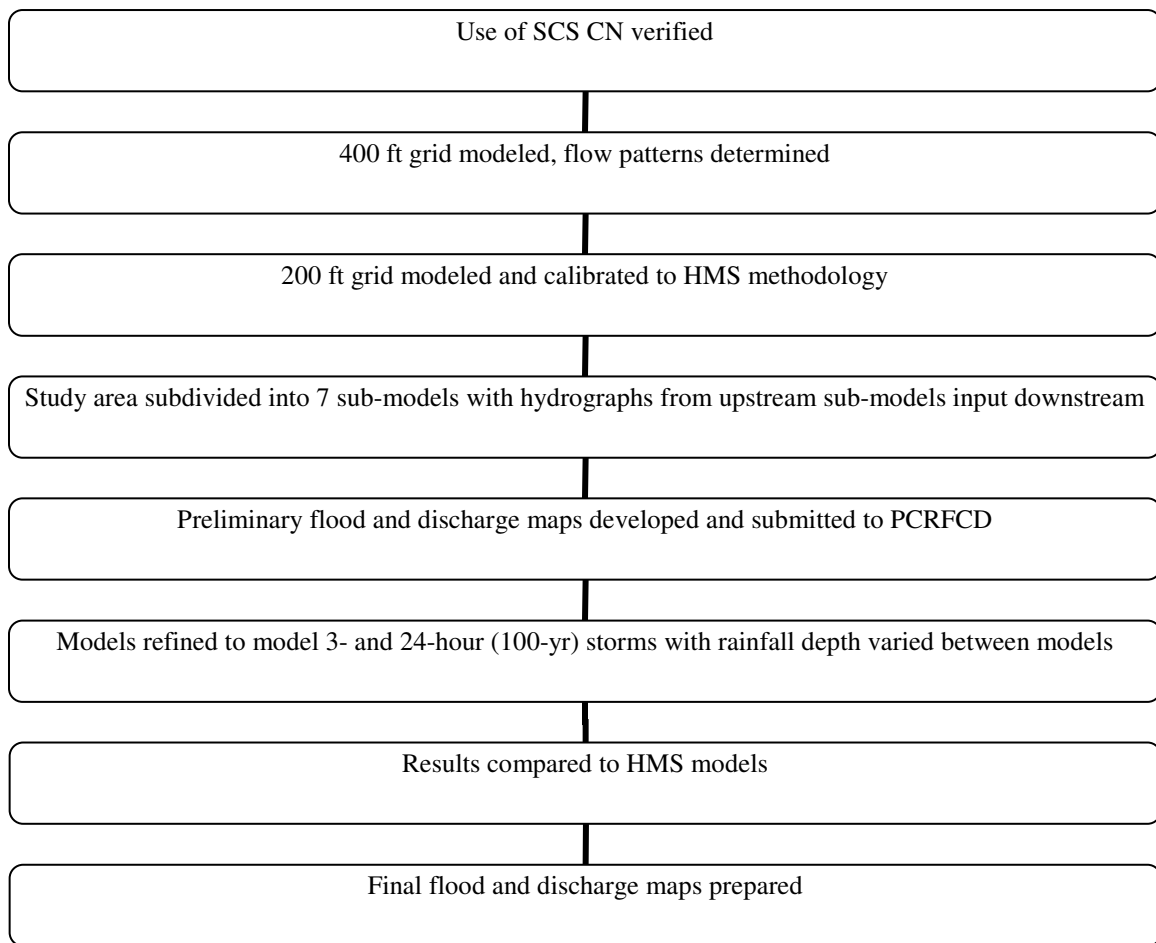 Use of SCS CN verified
400 ft grid modeled, flow patterns determined
200 ft grid modeled and calibrated to HMS methodology
Study area subdivided into 7 sub-models with hydrographs from upstream sub-models input downstream
Preliminary flood and discharge maps developed and submitted to PCRFCD
Models refined to model 3- and 24-hour (100-yr) storms with rainfall depth varied between models
Results compared to HMS models
Final flood and discharge maps prepared